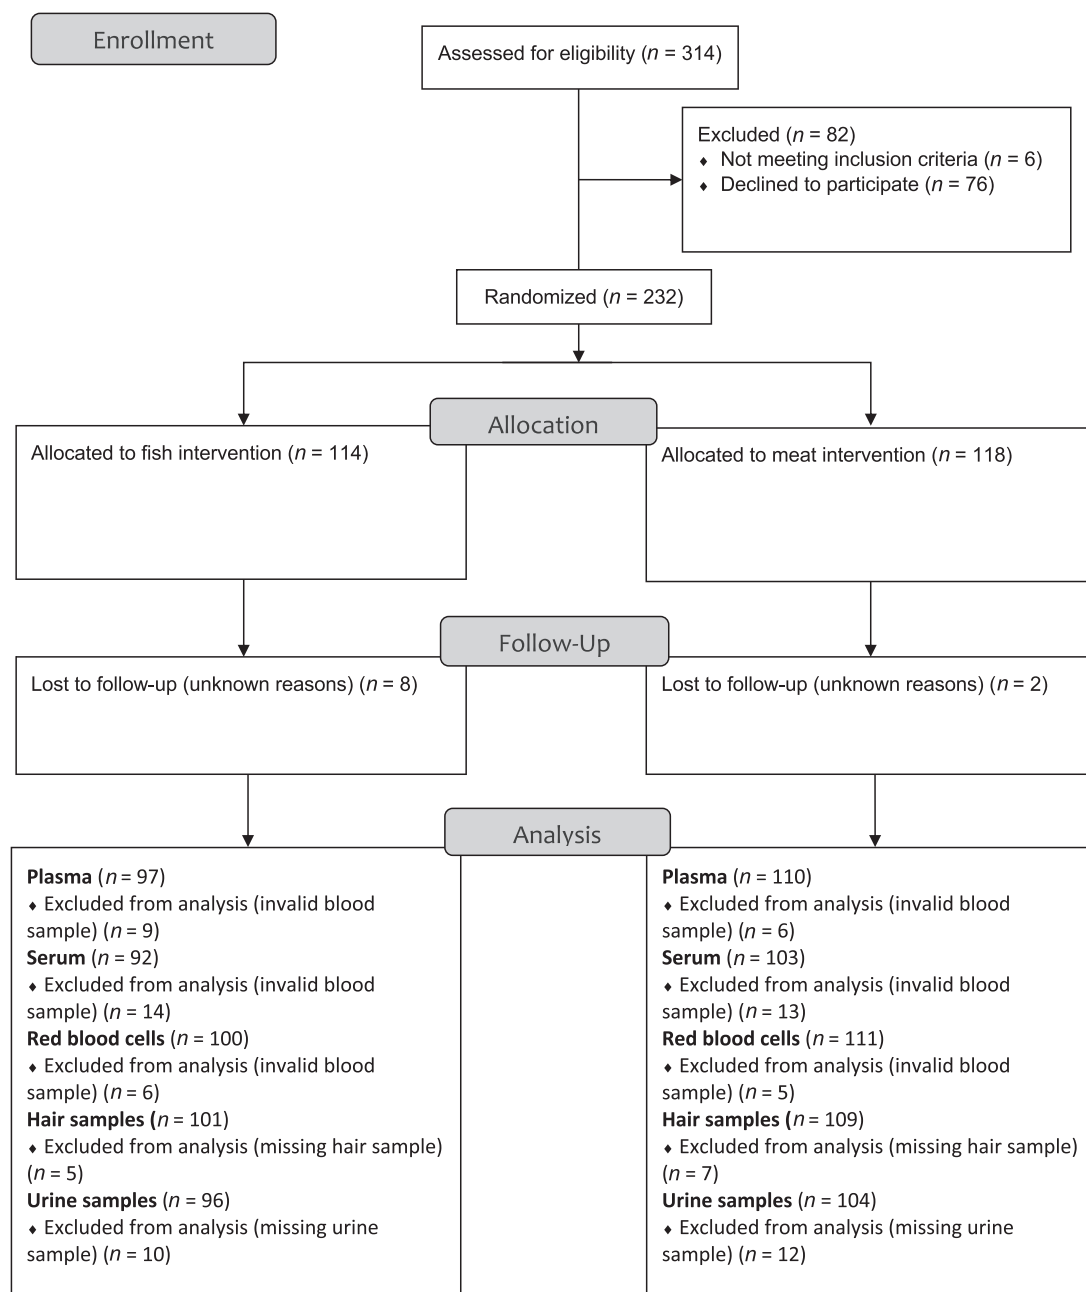 Enrollment
Assessed for eligibility (n = 314)
Excluded (n = 82)
♦ Not meeting inclusion criteria (n = 6)
♦ Declined to participate (n = 76)
Randomized (n = 232)
Allocation
Allocated to fish intervention (n = 114)
Allocated to meat intervention (n = 118)
Follow-Up
Lost to follow-up (unknown reasons) (n = 8)
Lost to follow-up (unknown reasons) (n = 2)
Analysis
Plasma (n = 97)
♦ Excluded from analysis (invalid blood
sample) (n = 9)
Serum (n = 92)
♦ Excluded from analysis (invalid blood
sample) (n = 14)
Red blood cells (n = 100)
♦ Excluded from analysis (invalid blood
sample) (n = 6)
Hair samples (n = 101)
♦ Excluded from analysis (missing hair sample)
(n = 5)
Urine samples (n = 96)
♦ Excluded from analysis (missing urine
sample) (n = 10)
Plasma (n = 110)
♦ Excluded from analysis (invalid blood
sample) (n = 6)
Serum (n = 103)
♦ Excluded from analysis (invalid blood
sample) (n = 13)
Red blood cells (n = 111)
♦ Excluded from analysis (invalid blood
sample) (n = 5)
Hair samples (n = 109)
♦ Excluded from analysis (missing hair sample)
(n = 7)
Urine samples (n = 104)
♦ Excluded from analysis (missing urine
sample) (n = 12)